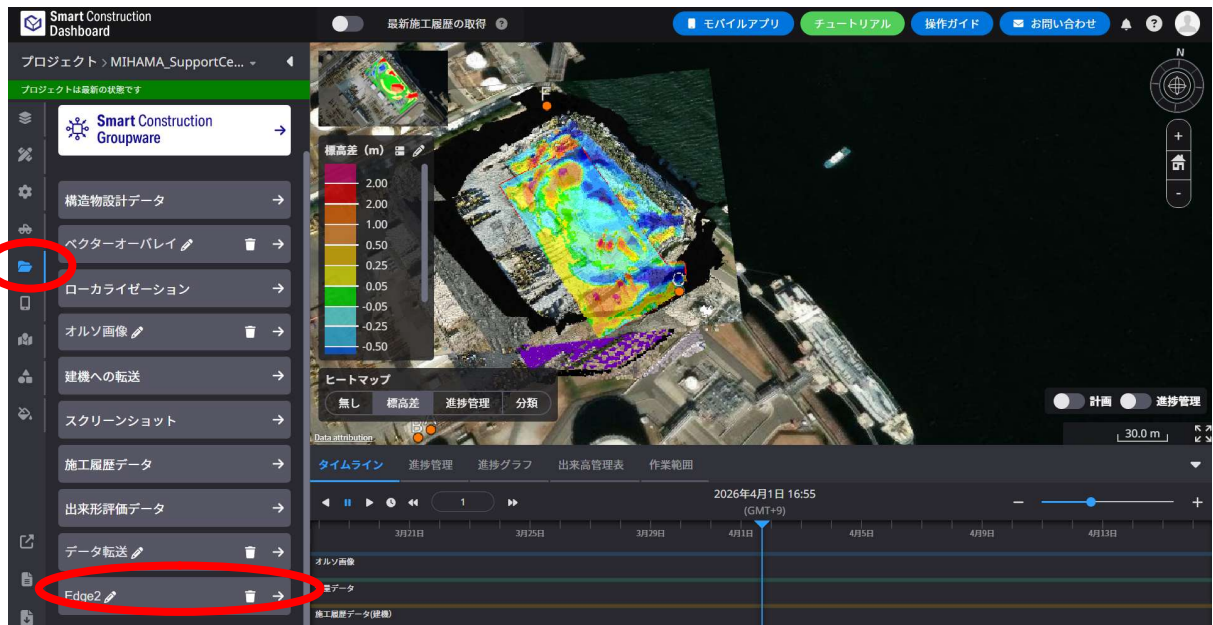 Smart Construction
Dashboard
最新施工履歴の取得
モバイルアプリ
チュートリアル
操作ガイド
お問い合わせ
プロジェクト > MIHAMA_SupportCe...
プロジェクトは最新の状態です
Smart Construction
Groupware
構造物設計データ
ベクターオーバレイ
ローカライゼーション
オルソ画像
建機への転送
スクリーンショット
施工履歴データ
出来形評価データ
データ転送
Edge2
標高差（m）
2.00
2.00
1.00
0.50
0.25
0.05
-0.05
-0.25
-0.50
ヒートマップ
無し 標高差 進捗管理 分類
Data attribution
F
N
+
-
計画 進捗管理
30.0 m
タイムライン 進捗管理 進捗グラフ 出来高管理表 作業範囲
1
2026年4月1日 16:55
(GMT+9)
3月21日 3月25日 3月29日 4月1日 4月5日 4月9日 4月13日
オルソ画像
量データ
施工履歴データ(建機)